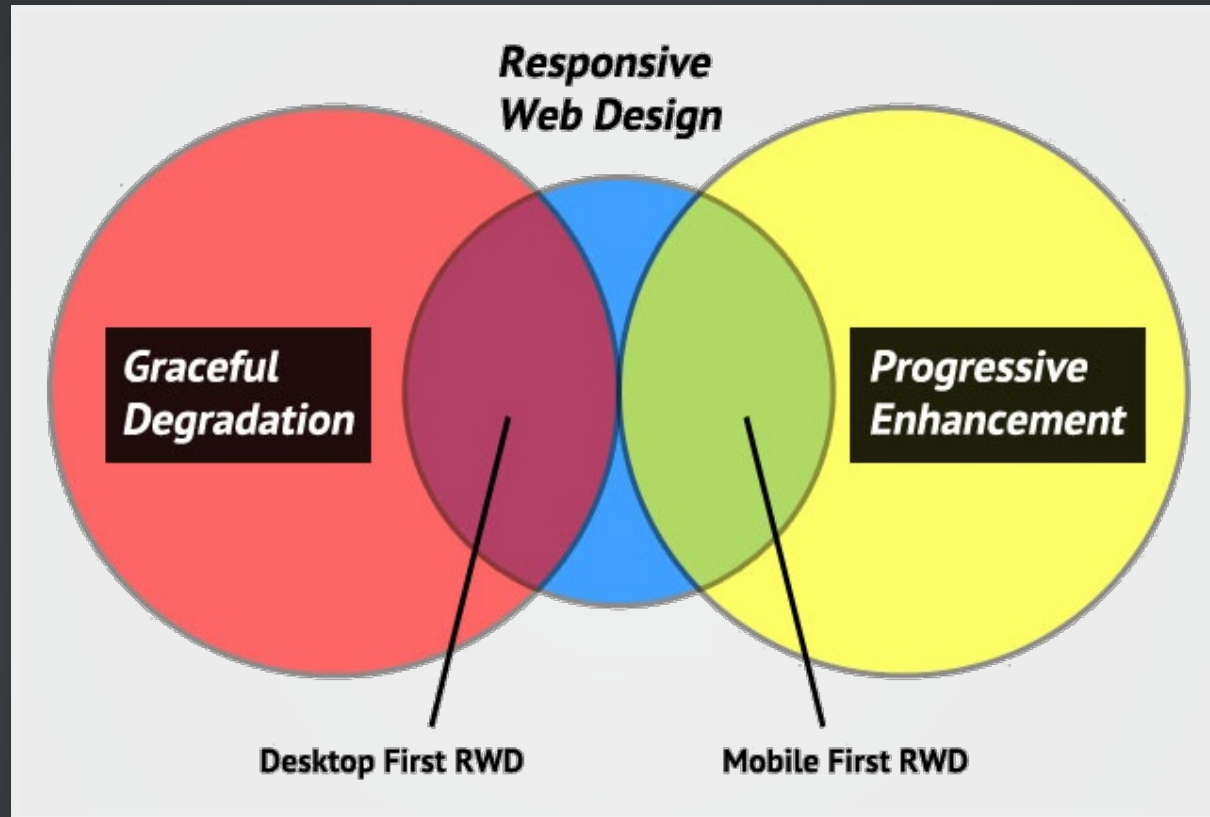 Responsive
Web Design
Graceful
Degradation
Progressive
Enhancement
Desktop First RWD
Mobile First RWD